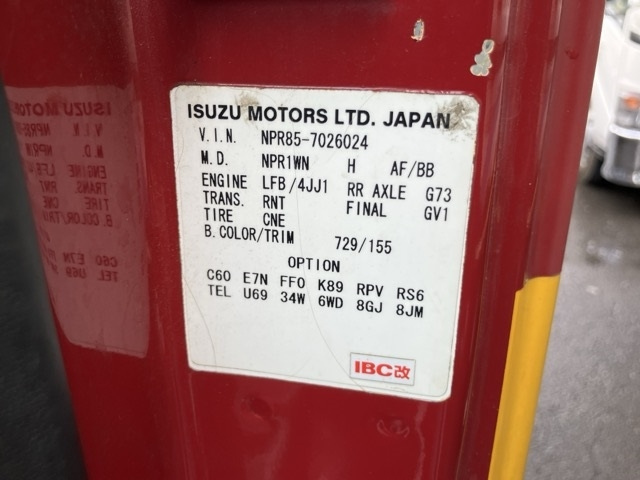 ISUZU MOTORS LTD. JAPAN
V.I.N. NPR85-7026024
M.D. NPR1WN H AF/BB
ENGINE LFB/4JJ1 RR AXLE G73
TRANS. RNT FINAL GV1
TIRE CNE
B.COLOR/TRIM 729/155
OPTION
C60 E7N FF0 K89 RPV RS6
TEL U69 34W 6WD 8GJ 8JM
IBC改